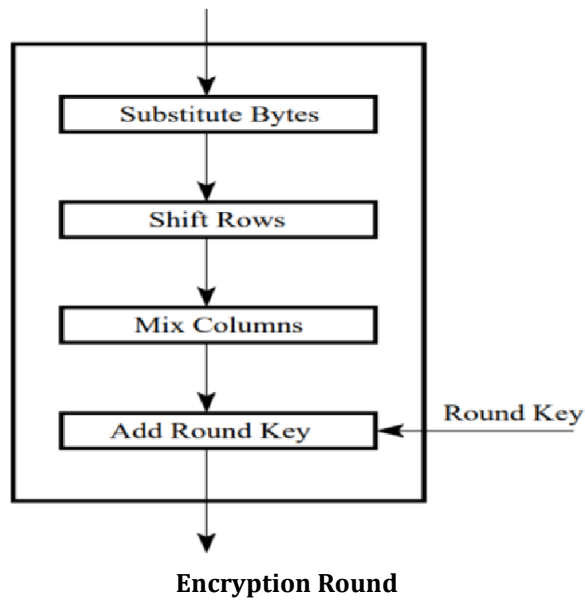 Substitute Bytes
Shift Rows
Mix Columns
Add Round Key
Round Key
Encryption Round